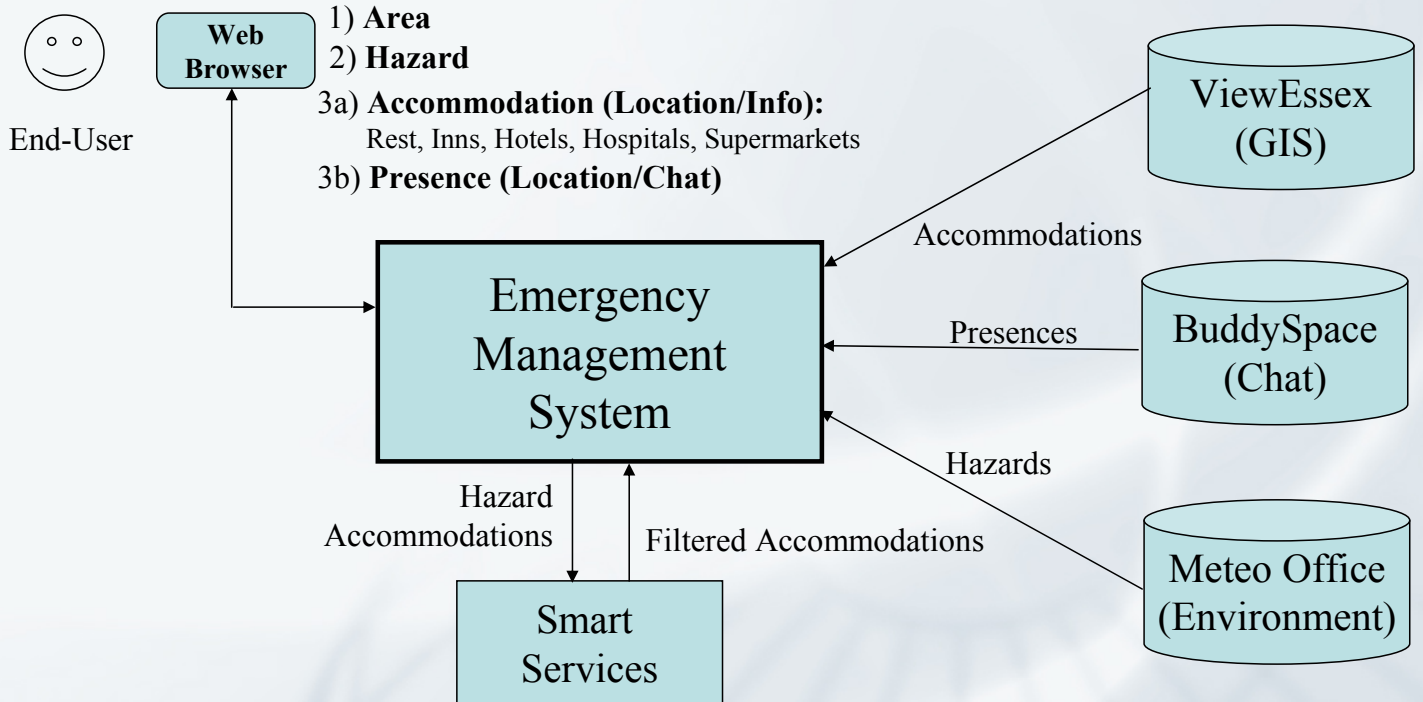 1) Area
Web
Browser
2) Hazard
3a) Accommodation (Location/Info):
Rest, Inns, Hotels, Hospitals, Supermarkets
End-User
3b) Presence (Location/Chat)
ViewEssex
(GIS)
Accommodations
Emergency
Management
System
Presences
BuddySpace
(Chat)
Hazards
Hazard
Accommodations
Filtered Accommodations
Meteo Office
(Environment)
Smart
Services